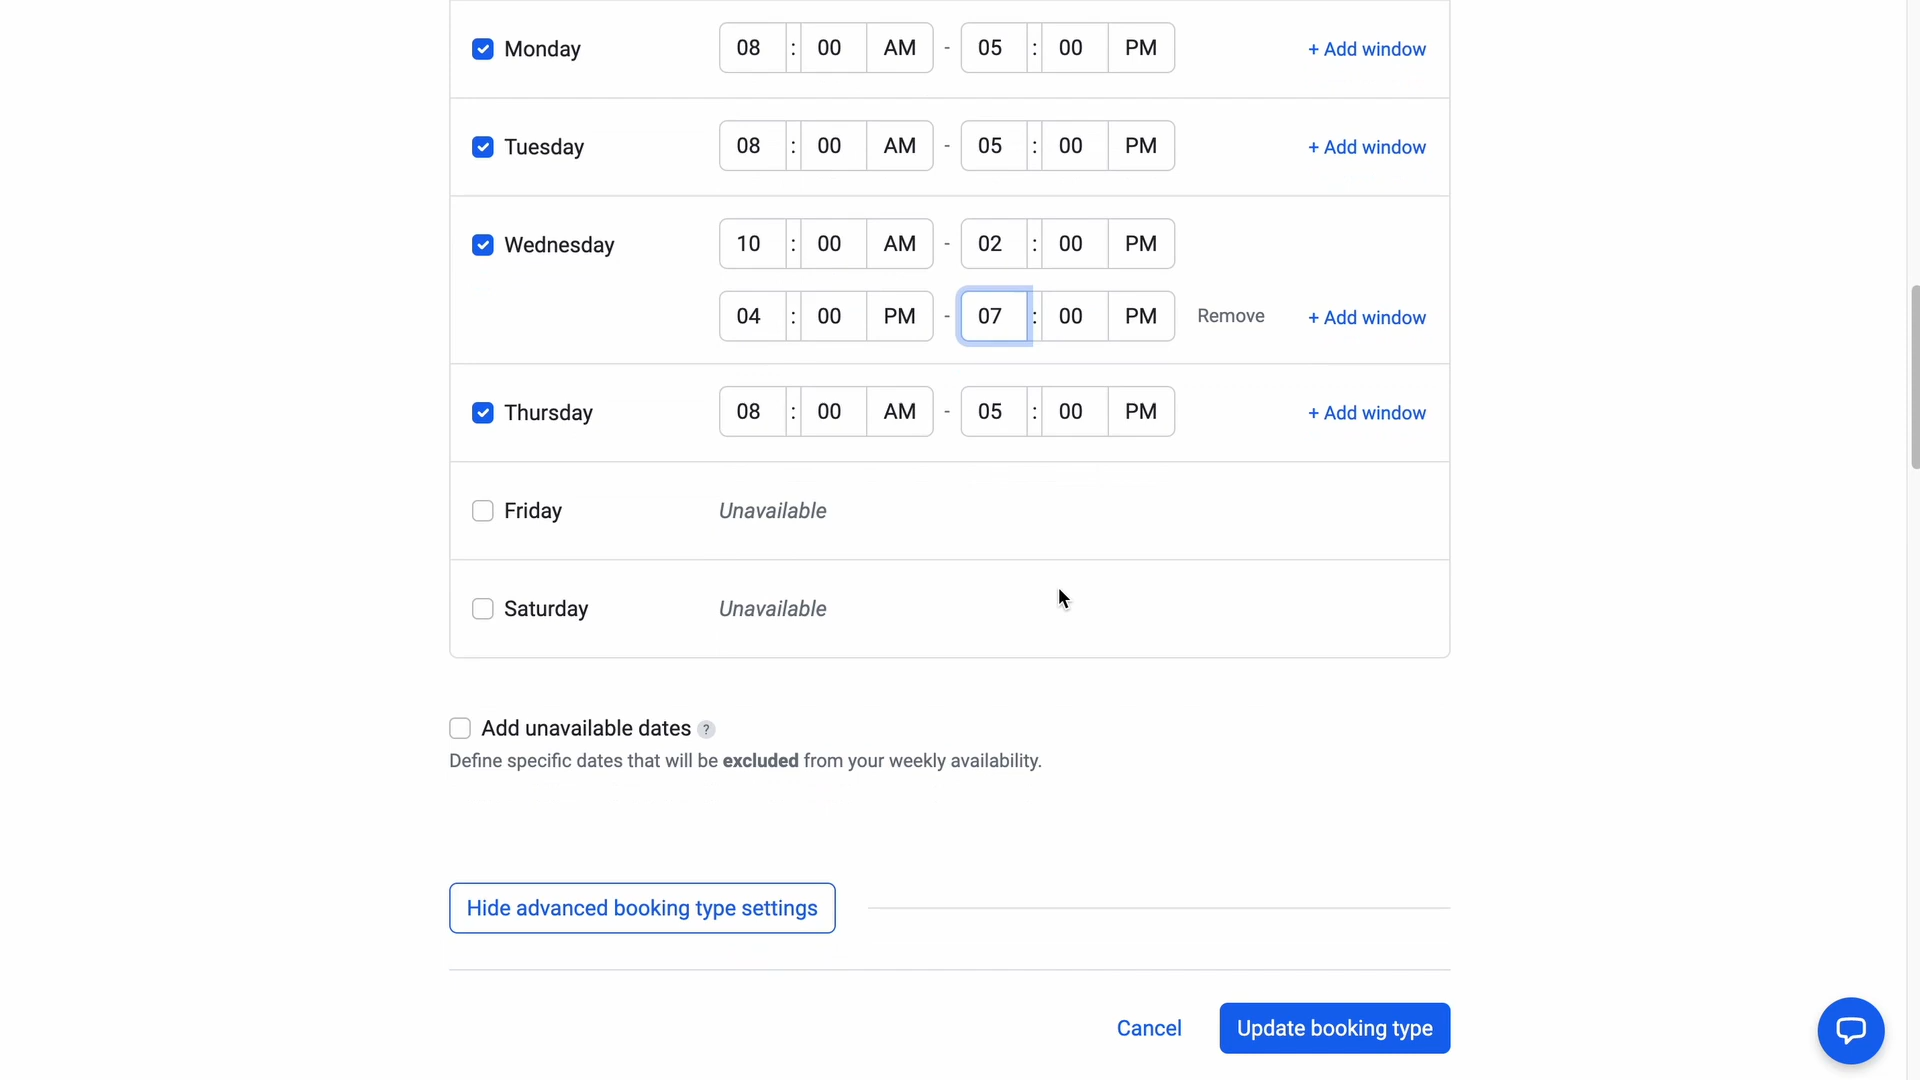 Monday 08 : 00 AM - 05 : 00 PM + Add window
Tuesday 08 : 00 AM - 05 : 00 PM + Add window
Wednesday 10 : 00 AM - 02 : 00 PM
04 : 00 PM - 07 : 00 PM Remove + Add window
Thursday 08 : 00 AM - 05 : 00 PM + Add window
Friday Unavailable
Saturday Unavailable
Add unavailable dates ?
Define specific dates that will be excluded from your weekly availability.
Hide advanced booking type settings
Cancel Update booking type